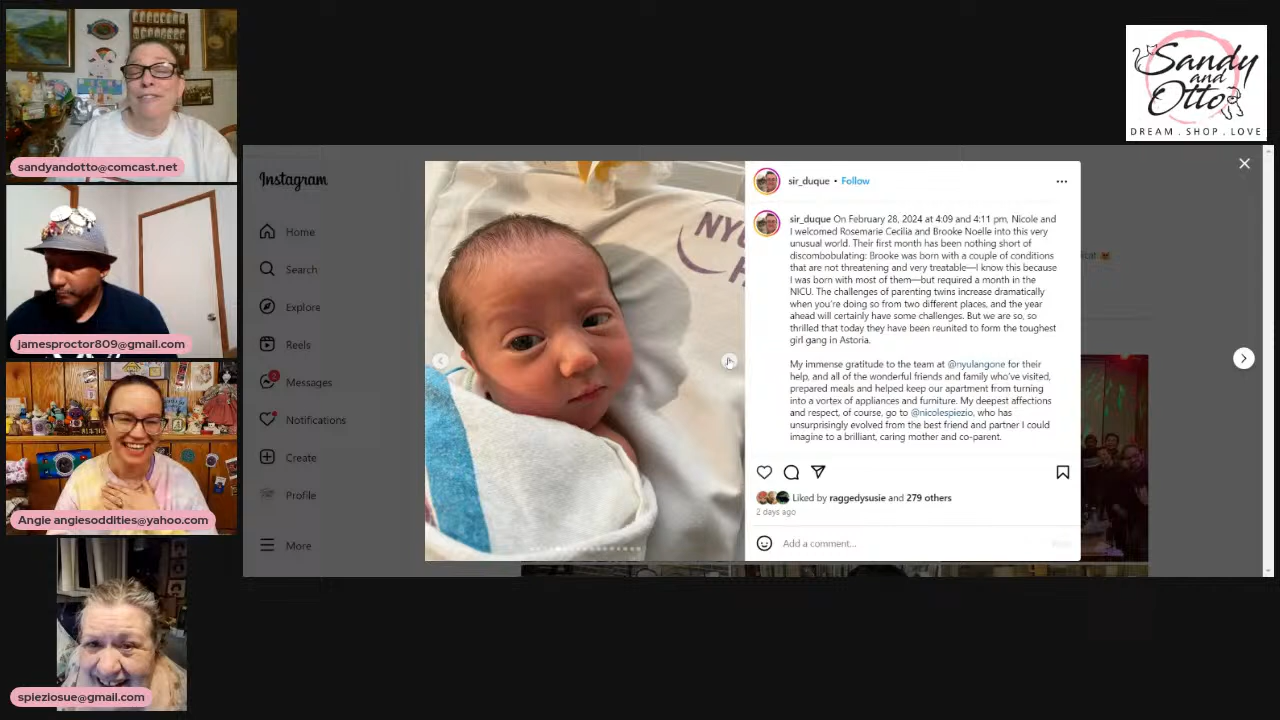 sandyandotto@comcast.net
jamesproctor809@gmail.com
Angie angiesoddities@yahoo.com
spieziosue@gmail.com
Sandy
and
Otto
DREAM . SHOP . LOVE
Instagram
Home
Search
Explore
Reels
2
Messages
Notifications
Create
Profile
More
NYU
sir_duque • Follow
sir_duque On February 28, 2024 at 4:09 and 4:11 pm, Nicole and
I welcomed Rosemarie Cecilia and Brooke Noelle into this very
unusual world. Their first month has been nothing short of
discombobulating: Brooke was born with a couple of conditions
that are not threatening and very treatable—I know this because
I was born with most of them—but required a month in the
NICU. The challenges of parenting twins increase dramatically
when you're doing so from two different places, and the year
ahead will certainly have some challenges. But we are so, so
thrilled that today they have been reunited to form the toughest
girl gang in Astoria.
My immense gratitude to the team at @nyulangone for their
help, and all of the wonderful friends and family who've visited,
prepared meals and helped keep our apartment from turning
into a vortex of appliances and furniture. My deepest affections
and respect, of course, go to @nicolespiezio, who has
unsurprisingly evolved from the best friend and partner I could
imagine to a brilliant, caring mother and co-parent.
Liked by raggedysusie and 279 others
2 days ago
Add a comment...